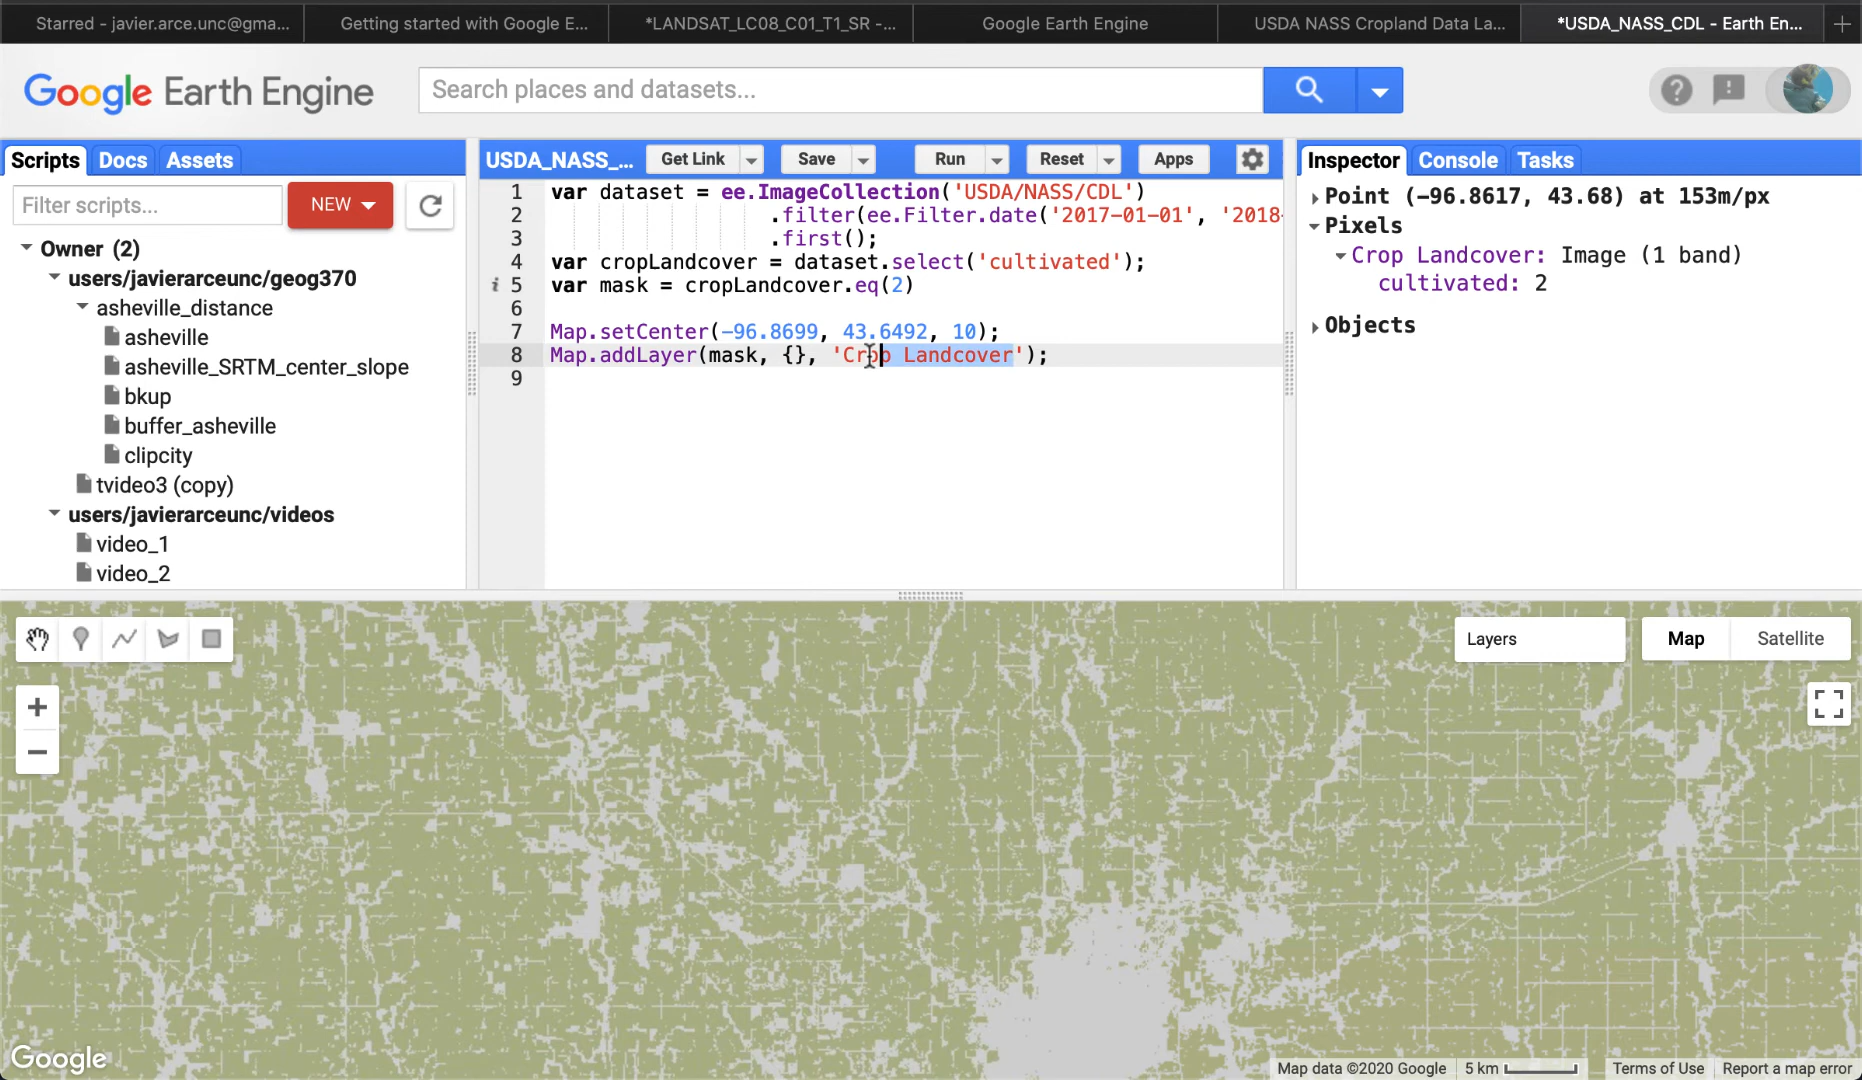 Starred - javier.arce.unc@gma...
Getting started with Google E...
*LANDSAT_LC08_C01_T1_SR -...
Google Earth Engine
USDA NASS Cropland Data La...
*USDA_NASS_CDL - Earth En...
Google Earth Engine
Search places and datasets...
Scripts
Docs
Assets
Filter scripts...
NEW
Owner (2)
users/javierarceunc/geog370
asheville_distance
asheville
asheville_SRTM_center_slope
bkup
buffer_asheville
clipcity
tvideo3 (copy)
users/javierarceunc/videos
video_1
video_2
USDA_NASS_...
Get Link
Save
Run
Reset
Apps
1 var dataset = ee.ImageCollection('USDA/NASS/CDL')
2 .filter(ee.Filter.date('2017-01-01', '2018-
3 .first();
4 var cropLandcover = dataset.select('cultivated');
i 5 var mask = cropLandcover.eq(2)
6
7 Map.setCenter(-96.8699, 43.6492, 10);
8 Map.addLayer(mask, {}, 'Crop Landcover');
9
Inspector
Console
Tasks
Point (-96.8617, 43.68) at 153m/px
Pixels
Crop Landcover: Image (1 band)
cultivated: 2
Objects
Layers
Map
Satellite
Google
Map data ©2020 Google
5 km
Terms of Use
Report a map error